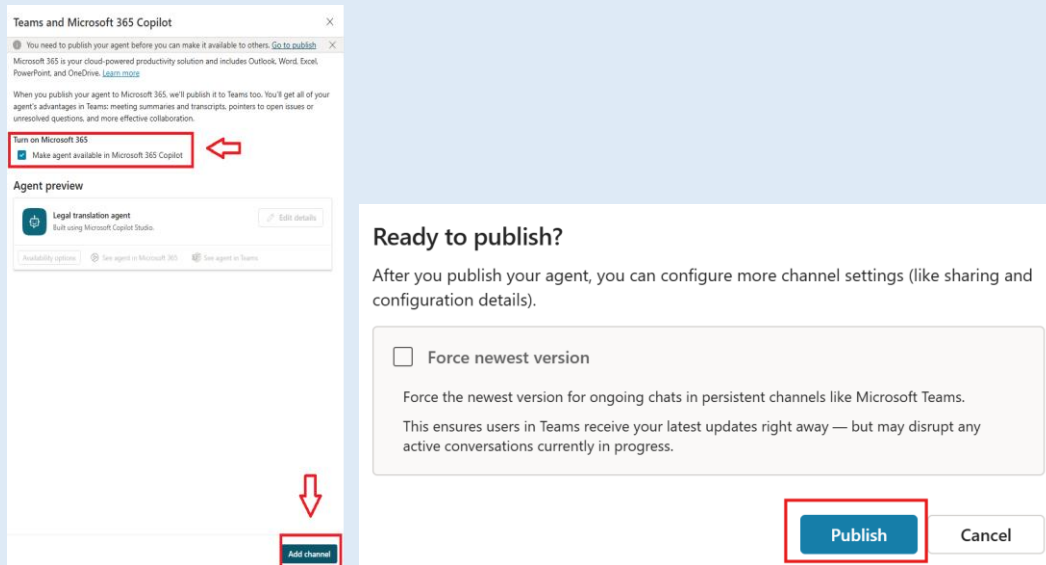 Teams and Microsoft 365 Copilot
You need to publish your agent before you can make it available to others. Go to publish
Microsoft 365 is your cloud-powered productivity solution and includes Outlook, Word, Excel,
PowerPoint, and OneDrive. Learn more
When you publish your agent to Microsoft 365, we'll publish it to Teams too. You'll get all of your
agent's advantages in Teams: meeting summaries and transcripts, pointers to open issues or
unresolved questions, and more effective collaboration.
Turn on Microsoft 365
Make agent available in Microsoft 365 Copilot
Agent preview
Legal translation agent
Built using Microsoft Copilot Studio.
Edit details
Availability options
See agent in Microsoft 365
See agent in Teams
Add channel
Ready to publish?
After you publish your agent, you can configure more channel settings (like sharing and
configuration details).
Force newest version
Force the newest version for ongoing chats in persistent channels like Microsoft Teams.
This ensures users in Teams receive your latest updates right away — but may disrupt any
active conversations currently in progress.
Publish
Cancel